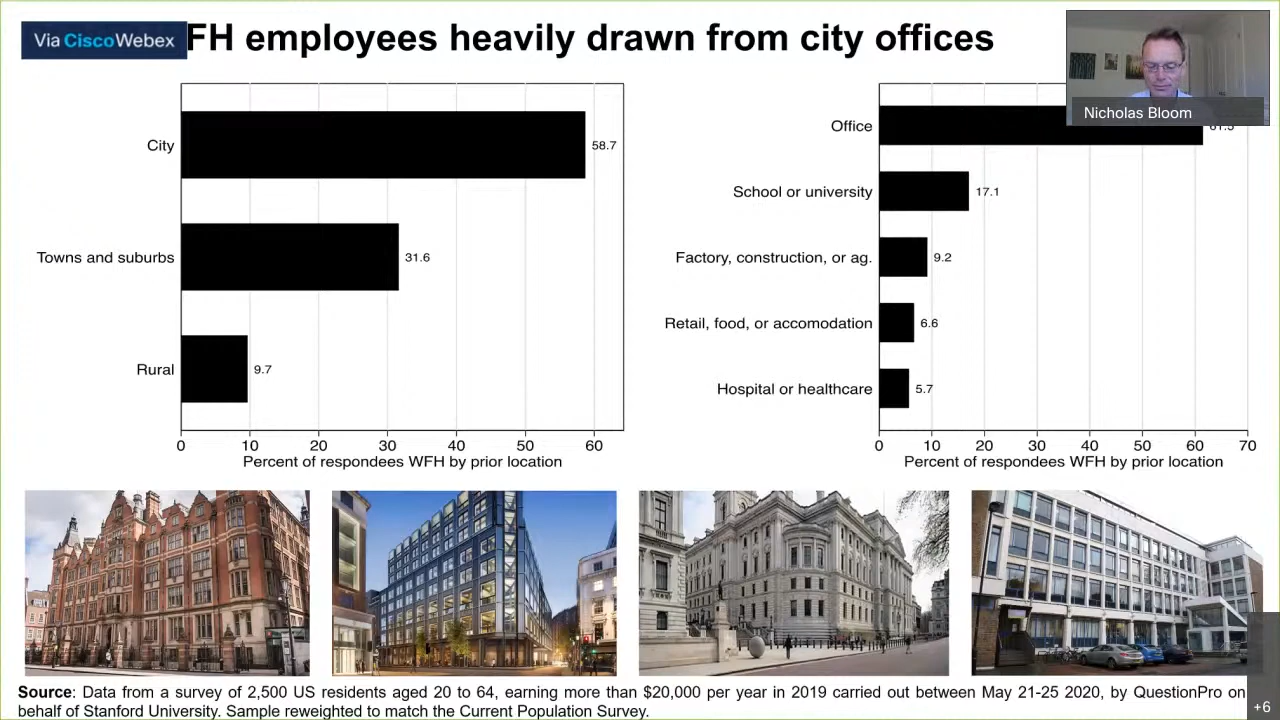 Via Cisco Webex
FH employees heavily drawn from city offices
Nicholas Bloom
City
58.7
Towns and suburbs
31.6
Rural
9.7
0 10 20 30 40 50 60
Percent of respondees WFH by prior location
Office
School or university
17.1
Factory, construction, or ag.
9.2
Retail, food, or accomodation
6.6
Hospital or healthcare
5.7
0 10 20 30 40 50 60 70
Percent of respondees WFH by prior location
Source: Data from a survey of 2,500 US residents aged 20 to 64, earning more than $20,000 per year in 2019 carried out between May 21-25 2020, by QuestionPro on
behalf of Stanford University. Sample reweighted to match the Current Population Survey.
+6